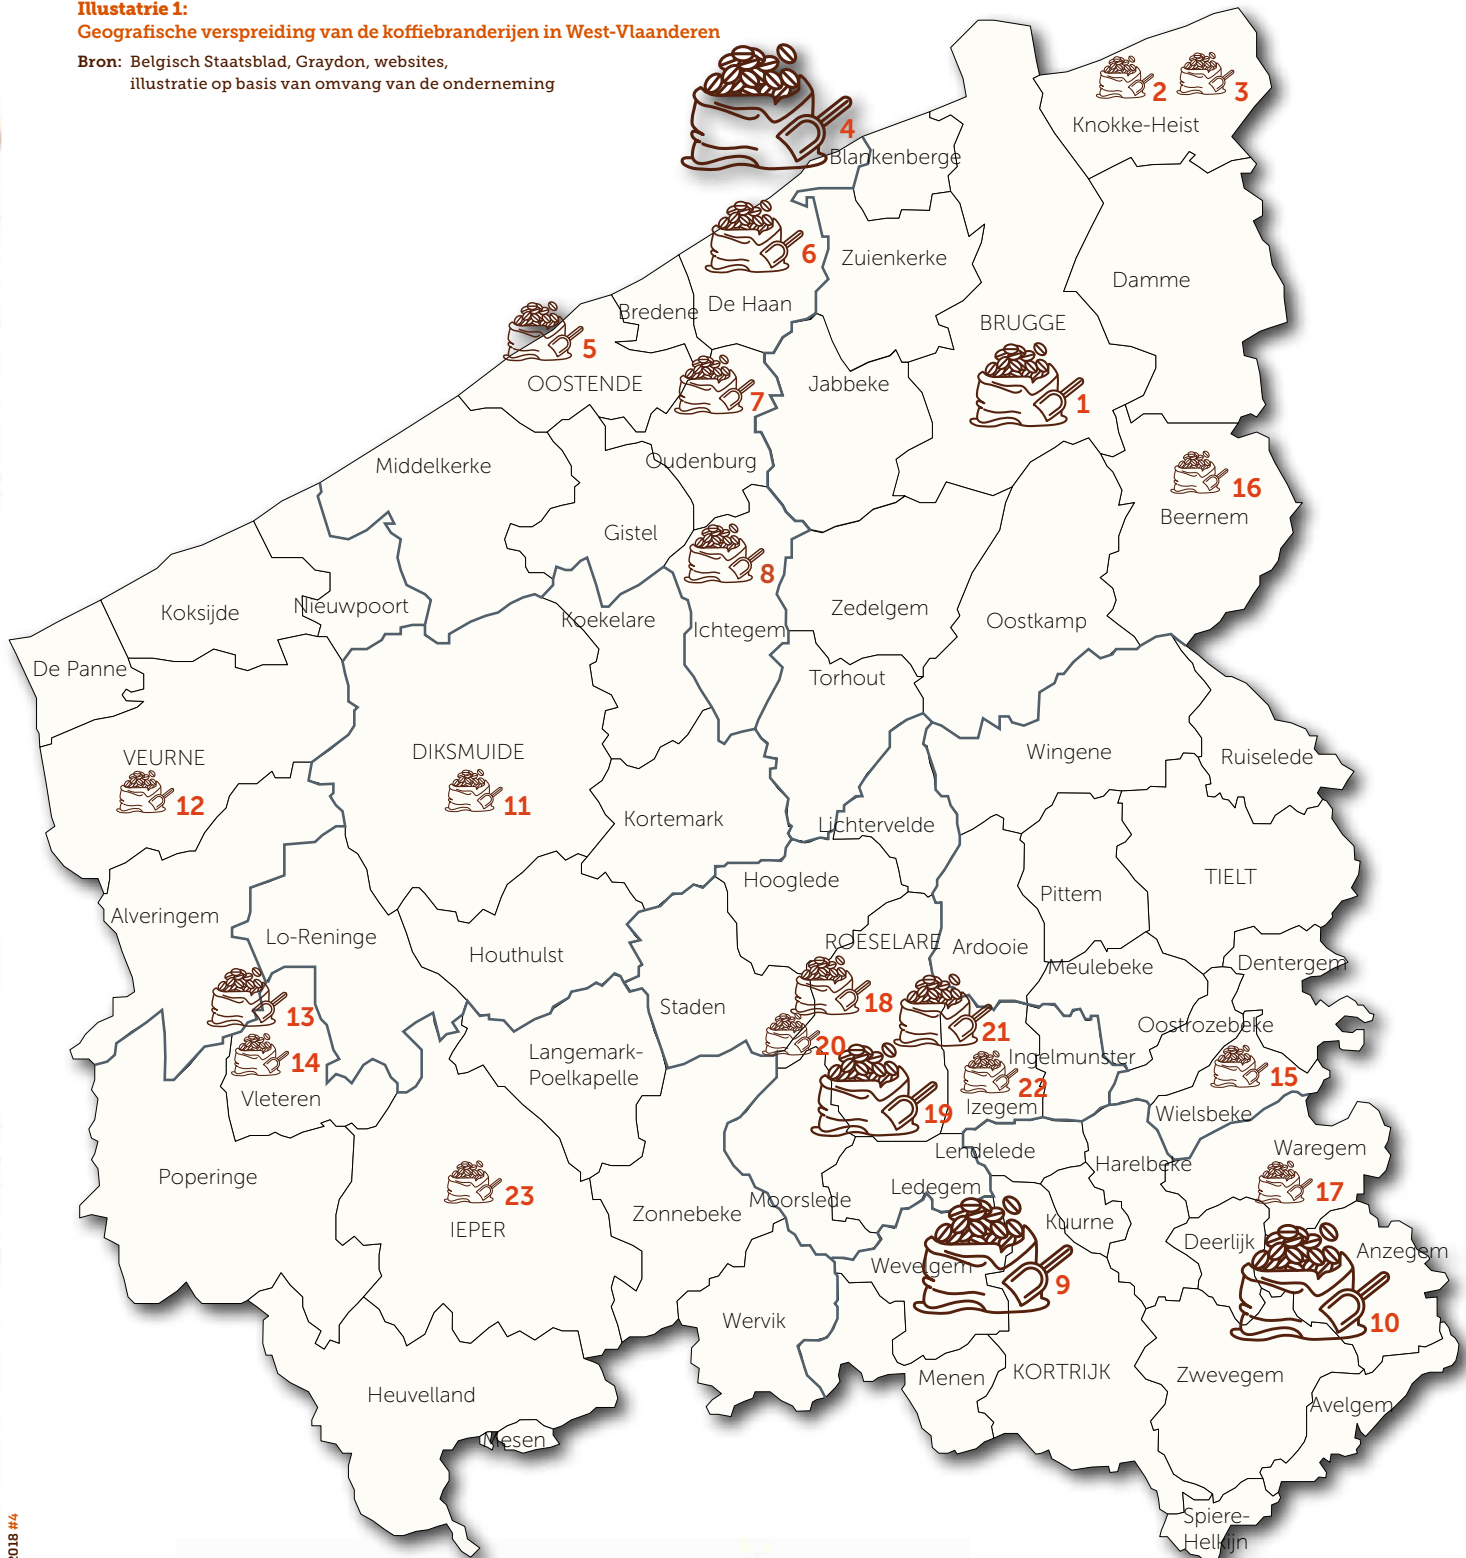 Illustatrie 1:
Geografische verspreiding van de koffiebranderijen in West-Vlaanderen
Bron: Belgisch Staatsblad, Graydon, websites,
illustratie op basis van omvang van de onderneming
2
3
Knokke-Heist
4
Blankenberge
6
Zuienkerke
Damme
De Haan
Bredene
BRUGGE
5
OOSTENDE
Jabbeke
7
1
Middelkerke
Oudenburg
16
Beernem
Gistel
8
Koksijde
Nieuwpoort
Koekelare
Ichtegem
Zedelgem
Oostkamp
De Panne
Torhout
VEURNE
12
DIKSMUIDE
11
Wingene
Ruiselede
Kortemark
Lichtervelde
Hooglede
Pittem
TIELT
Alveringem
Lo-Reninge
Houthulst
ROESELARE
Ardooie
Meulebeke
Dentergem
13
Staden
18
21
Oostrozebeke
14
Langemark-
Poelkapelle
20
Ingelmunster
22
15
Vleteren
19
Izegem
Wielsbeke
Lendelede
Harelbeke
Waregem
Poperinge
23
IEPER
Zonnebeke
Moorslede
Ledegem
17
Kuurne
Deerlijk
Anzegem
Wevelgem
9
Wervik
10
Heuvelland
Menen
KORTRIJK
Zwevegem
Avelgem
Mesen
Spiere-
Helkijn
2018 #4